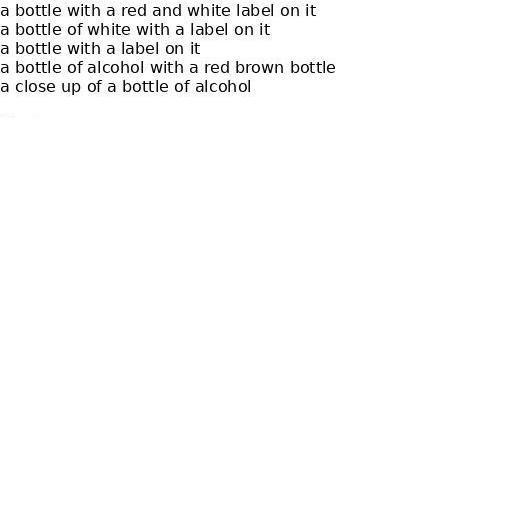 a bottle with a red and white label on it
a bottle of white with a label on it
a bottle with a label on it
a bottle of alcohol with a red brown bottle
a close up of a bottle of alcohol